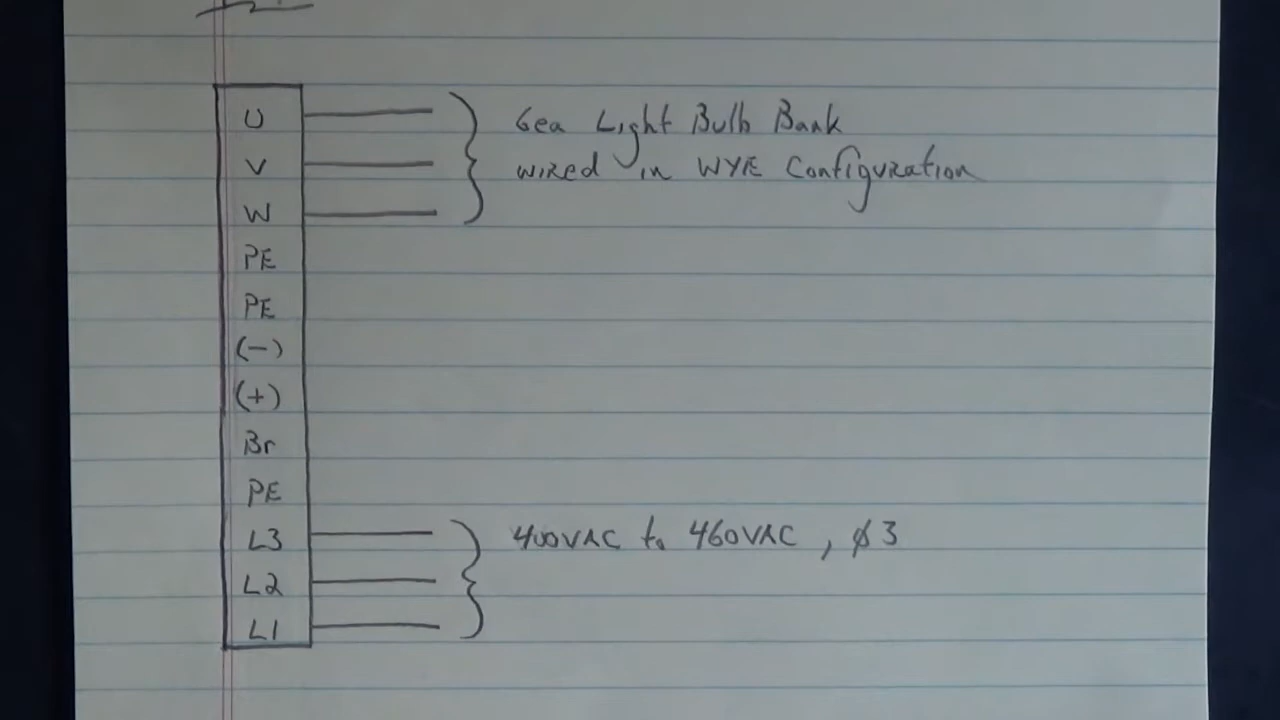 U
V
W
PE
PE
(-)
(+)
Br
PE
L3
L2
L1
6ea Light Bulb Bank
wired in WYE Configuration
400VAC to 460VAC, ø3